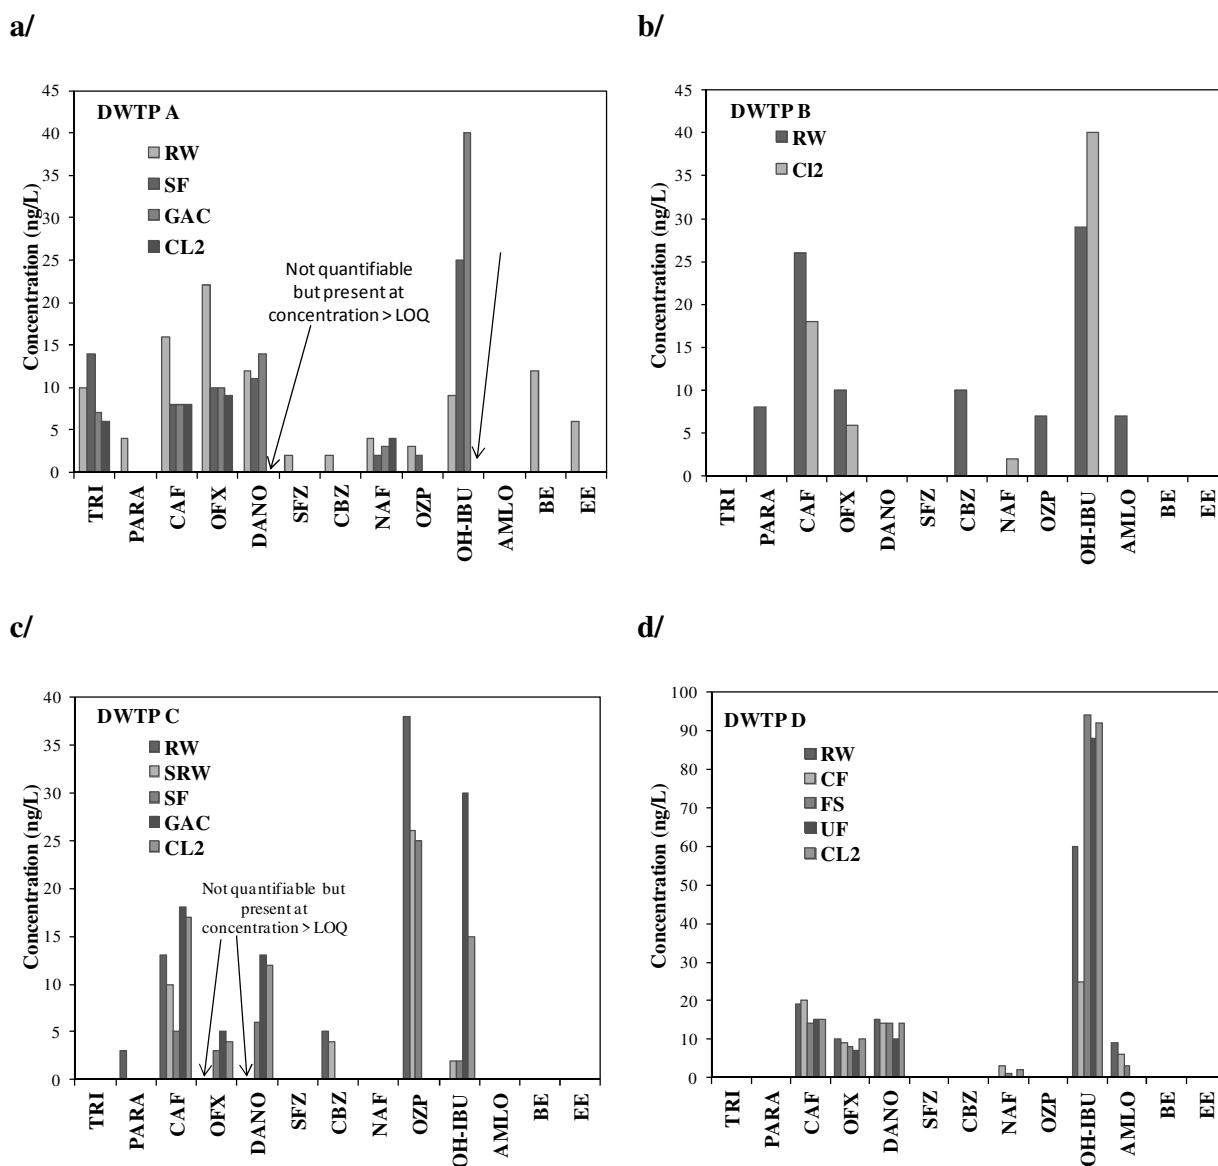 a/
b/
DWTP A
RW
SF
GAC
CL2
Not quantifiable
but present at
concentration > LOQ
Concentration (ng/L)
45
40
35
30
25
20
15
10
5
0
TRI
PARA
CAF
OFX
DANO
SFZ
CBZ
NAF
OZP
OH-IBU
AMLO
BE
EE
DWTP B
RW
Cl2
Concentration (ng/L)
45
40
35
30
25
20
15
10
5
0
TRI
PARA
CAF
OFX
DANO
SFZ
CBZ
NAF
OZP
OH-IBU
AMLO
BE
EE
c/
d/
DWTP C
RW
SRW
SF
GAC
CL2
Not quantifiable but
present at
concentration > LOQ
Concentration (ng/L)
40
35
30
25
20
15
10
5
0
TRI
PARA
CAF
OFX
DANO
SFZ
CBZ
NAF
OZP
OH-IBU
AMLO
BE
EE
DWTP D
RW
CF
FS
UF
CL2
Concentration (ng/L)
100
90
80
70
60
50
40
30
20
10
0
TRI
PARA
CAF
OFX
DANO
SFZ
CBZ
NAF
OZP
OH-IBU
AMLO
BE
EE